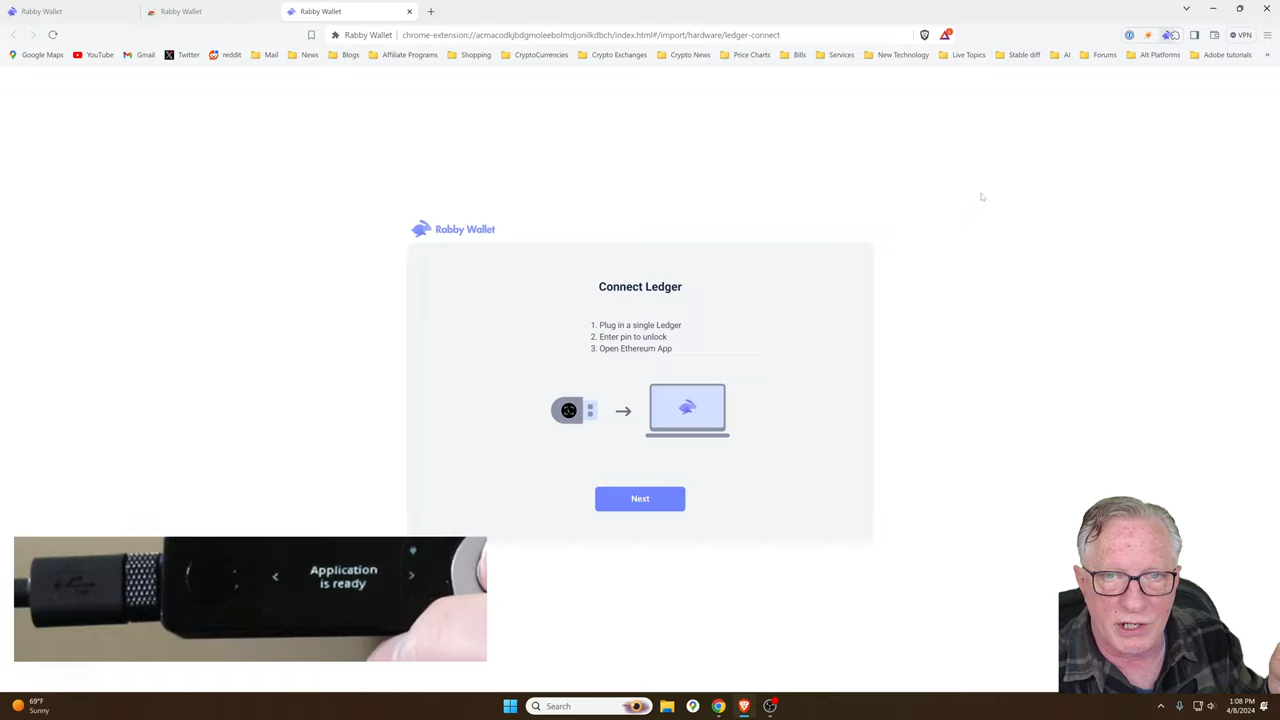 Rabby Wallet
Rabby Wallet
Rabby Wallet
Rabby Wallet
chrome-extension://acmacodkjbdgmoleebolmdjonilkdbch/index.html#/import/hardware/ledger-connect
VPN
Google Maps
YouTube
Gmail
Twitter
reddit
Mail
News
Blogs
Affiliate Programs
Shopping
CryptoCurrencies
Crypto Exchanges
Crypto News
Price Charts
Bills
Services
New Technology
Live Topics
Stable diff
AI
Forums
Alt Platforms
Adobe tutorials
»
Rabby Wallet
Connect Ledger
1. Plug in a single Ledger
2. Enter pin to unlock
3. Open Ethereum App
Next
Application
is ready
69°F
Sunny
Search
1:08 PM
4/8/2024